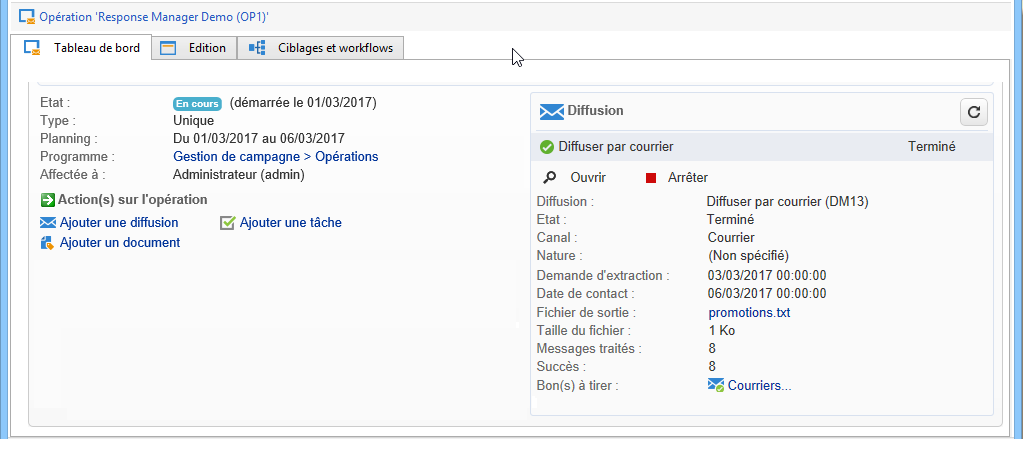 Opération 'Response Manager Demo (OP1)'
Tableau de bord Edition Ciblages et workflows
Etat : En cours (démarrée le 01/03/2017)
Type : Unique
Planning : Du 01/03/2017 au 06/03/2017
Programme : Gestion de campagne > Opérations
Affectée à : Administrateur (admin)
Action(s) sur l'opération
Ajouter une diffusion Ajouter une tâche
Ajouter un document
Diffusion
Diffuser par courrier Terminé
Ouvrir Arrêter
Diffusion : Diffuser par courrier (DM13)
Etat : Terminé
Canal : Courrier
Nature : (Non spécifié)
Demande d'extraction : 03/03/2017 00:00:00
Date de contact : 06/03/2017 00:00:00
Fichier de sortie : promotions.txt
Taille du fichier : 1 Ko
Messages traités : 8
Succès : 8
Bon(s) à tirer : Courriers...